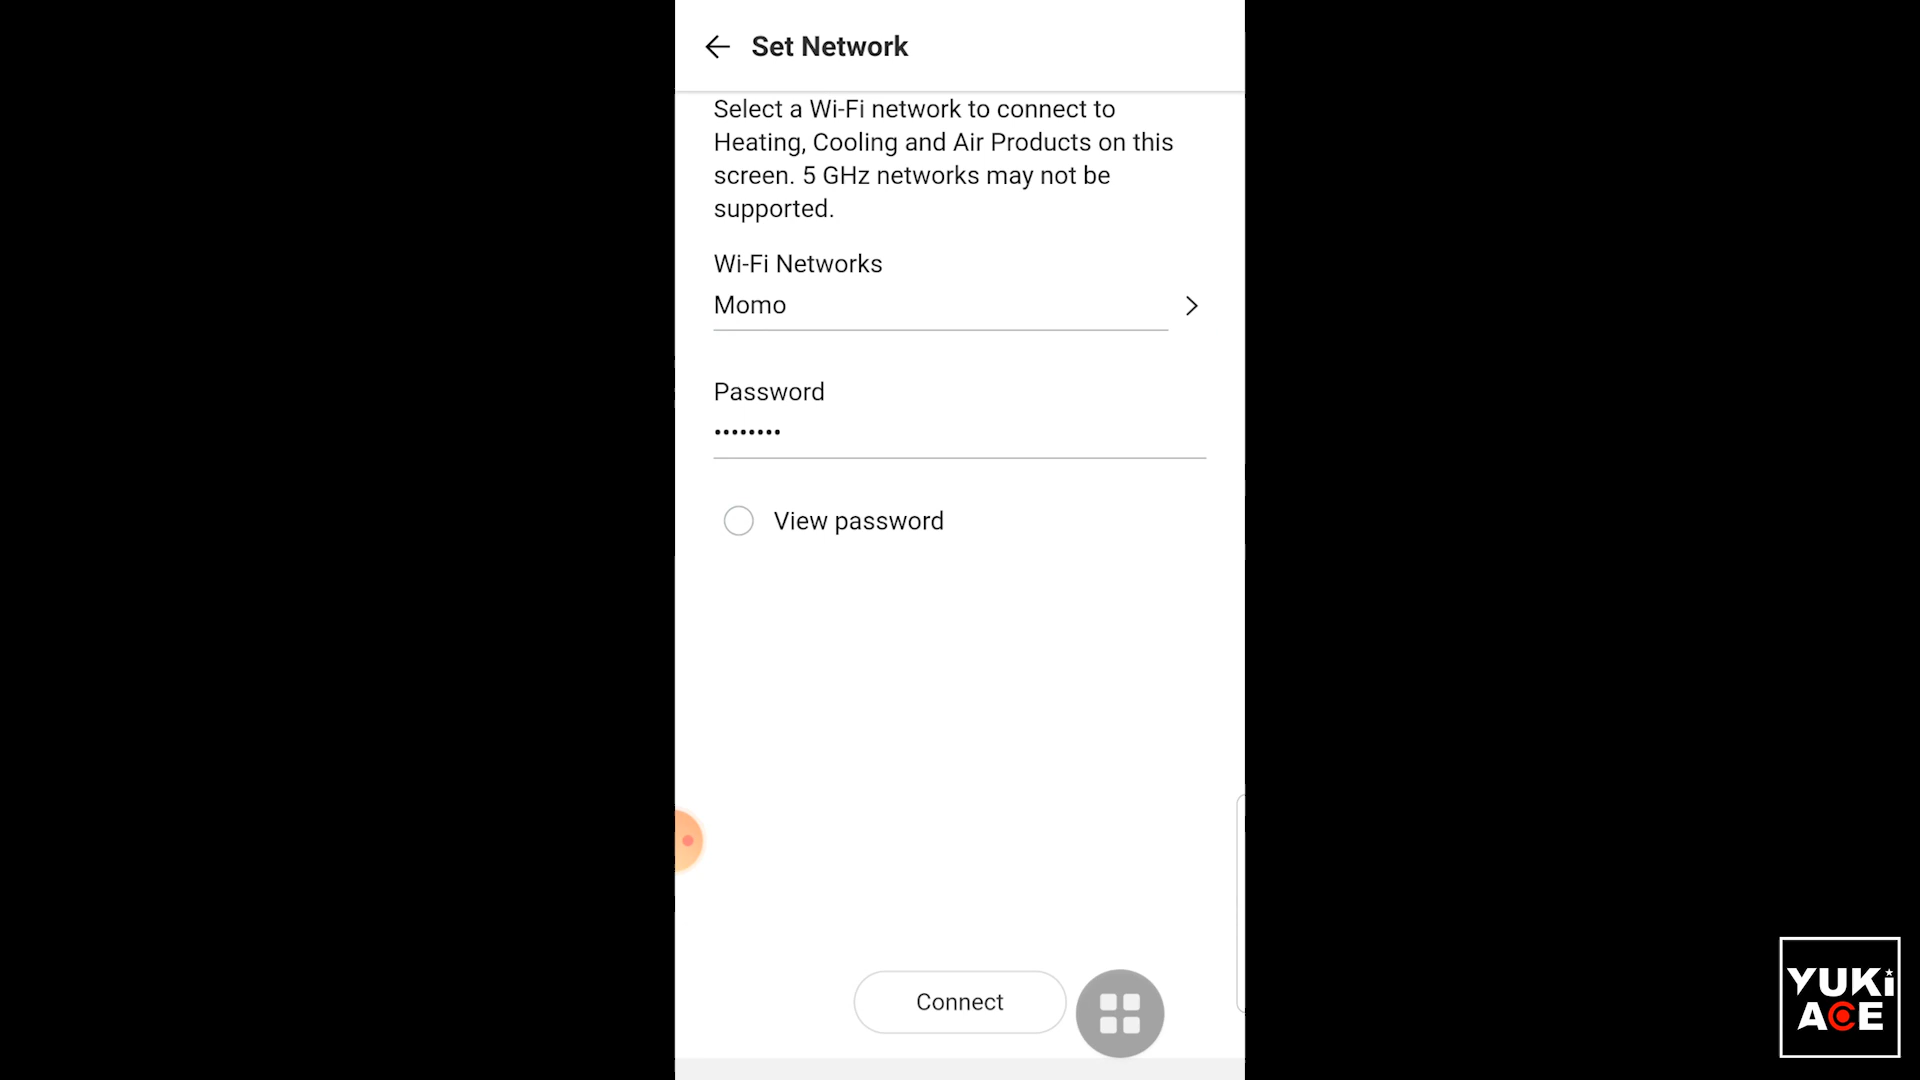 Set Network
Select a Wi-Fi network to connect to
Heating, Cooling and Air Products on this
screen. 5 GHz networks may not be
supported.
Wi-Fi Networks
Momo
Password
••••••••
View password
Connect
YUKi
ACE